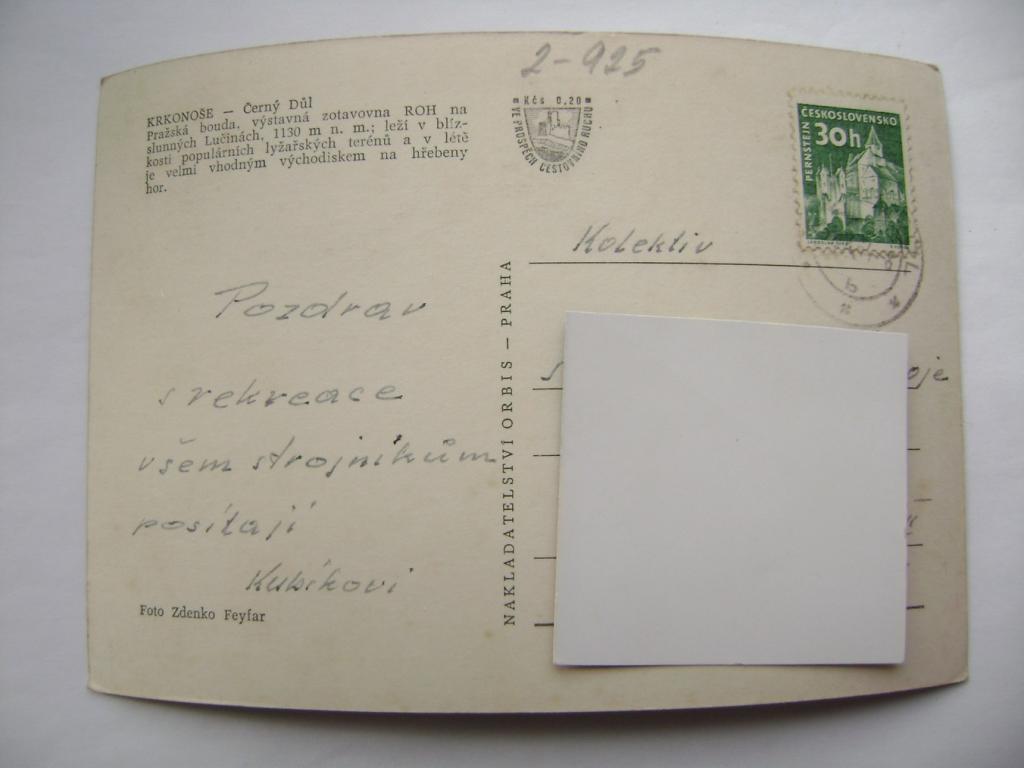 KRKONOŠE — Černý Důl
Pražská bouda, výstavná zotavovna ROH na
slunných Lučinách, 1130 m n. m.; leží v blíz-
kosti populárních lyžařských terénů a v létě
je velmi vhodným východiskem na hřebeny
hor.
2-925
Kčs 0,20
VE PROSPĚCH CESTOVNÍHO RUCHU
ČESKOSLOVENSKO
30h
PERNŠTEJN
Kolektiv
Pozdrav
s rekreace
všem strojníkům
posílají
Kubíkovi
Foto Zdenko Feyfar
NAKLADATELSTVÍ ORBIS — PRAHA
S
oje